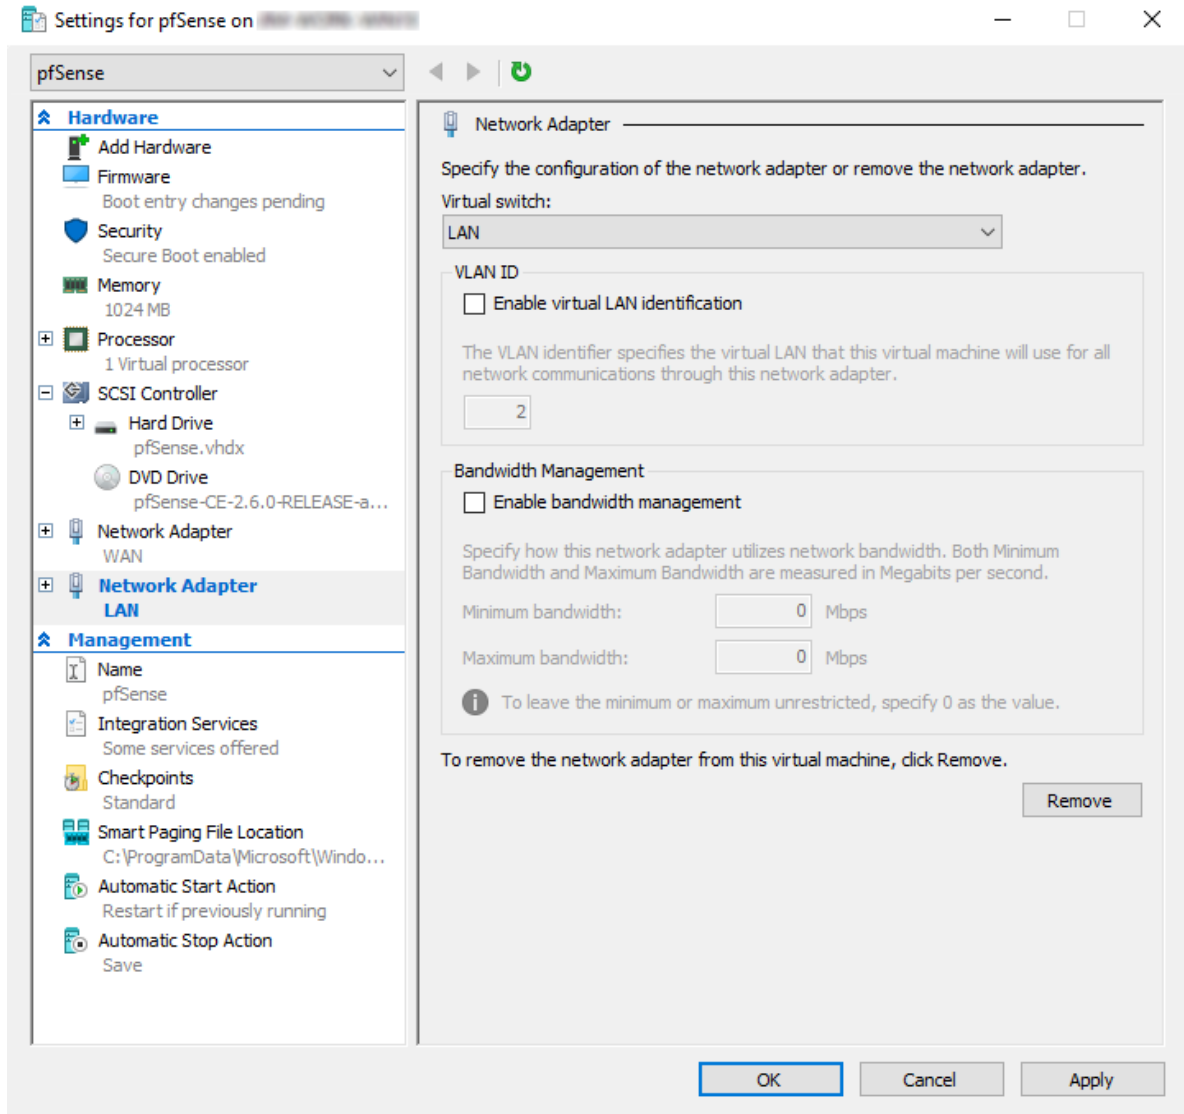 Settings for pfSense on
pfSense
Hardware
Add Hardware
Firmware
Boot entry changes pending
Security
Secure Boot enabled
Memory
1024 MB
Processor
1 Virtual processor
SCSI Controller
Hard Drive
pfSense.vhdx
DVD Drive
pfSense-CE-2.6.0-RELEASE-a...
Network Adapter
WAN
Network Adapter
LAN
Management
Name
pfSense
Integration Services
Some services offered
Checkpoints
Standard
Smart Paging File Location
C:\ProgramData\Microsoft\Windo...
Automatic Start Action
Restart if previously running
Automatic Stop Action
Save
Network Adapter
Specify the configuration of the network adapter or remove the network adapter.
Virtual switch:
LAN
VLAN ID
Enable virtual LAN identification
The VLAN identifier specifies the virtual LAN that this virtual machine will use for all
network communications through this network adapter.
2
Bandwidth Management
Enable bandwidth management
Specify how this network adapter utilizes network bandwidth. Both Minimum
Bandwidth and Maximum Bandwidth are measured in Megabits per second.
Minimum bandwidth: 0 Mbps
Maximum bandwidth: 0 Mbps
To leave the minimum or maximum unrestricted, specify 0 as the value.
To remove the network adapter from this virtual machine, click Remove.
Remove
OK Cancel Apply